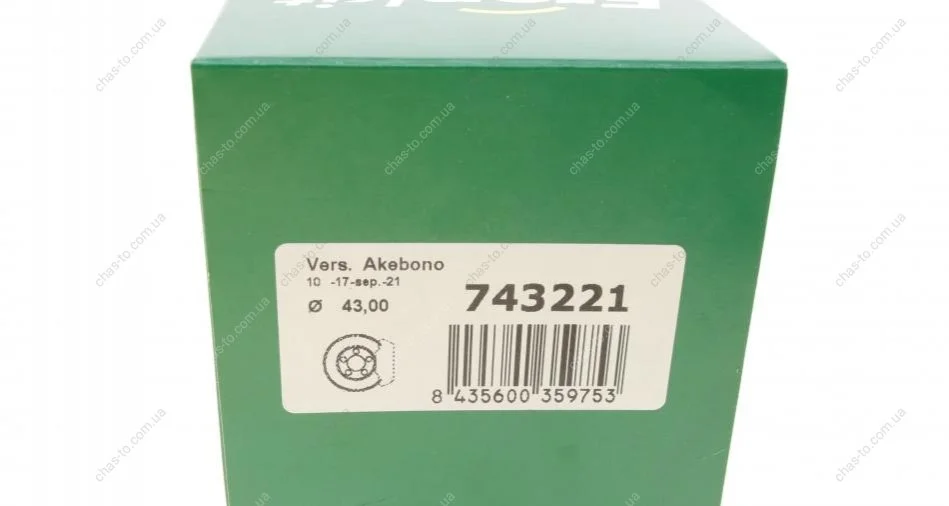 Vers. Akebono
10 -17-sep.-21
Ø 43,00
743221
8 435600 359753
chas-to.com.ua